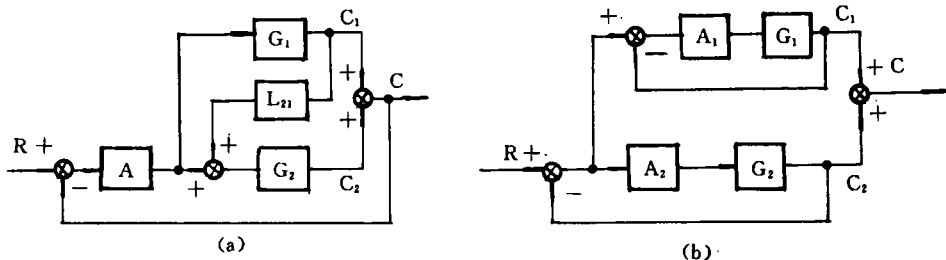 G₁
C₁
+
L₂₁
C
+
+
R +
−
A
+
G₂
C₂
(a)
+
−
A₁
G₁
C₁
+ C
+
R +
−
A₂
G₂
C₂
(b)